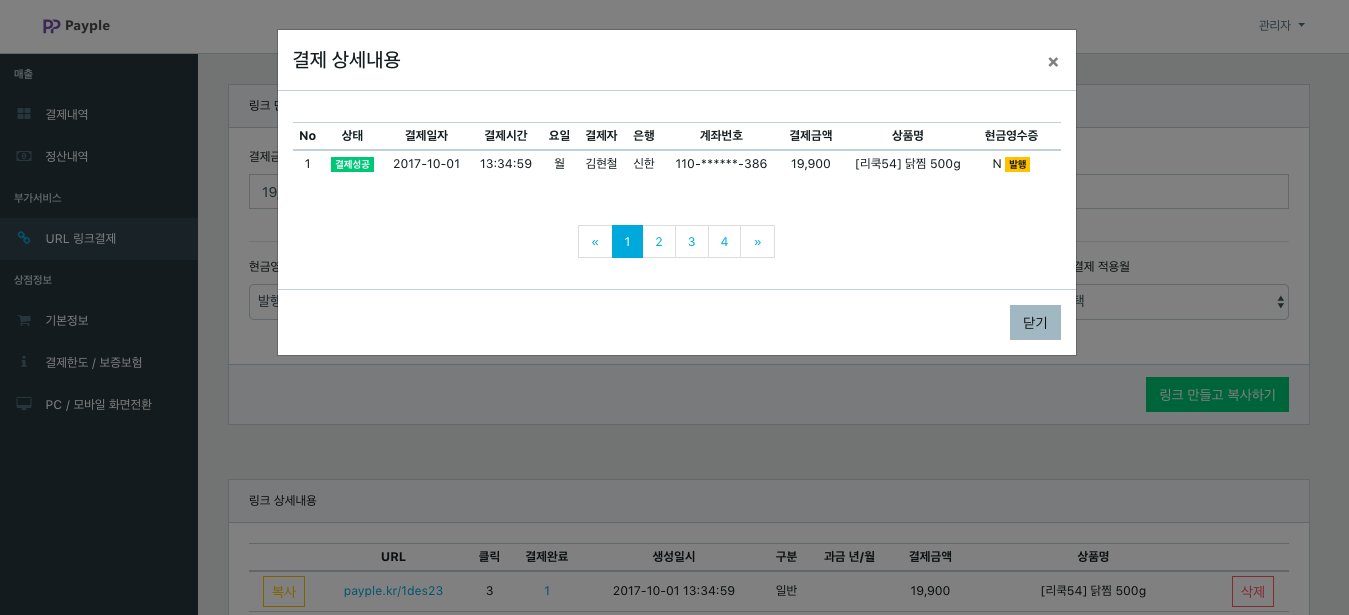 Payple
관리자
매출
결제내역
정산내역
부가서비스
URL 링크결제
상점정보
기본정보
결제한도 / 보증보험
PC / 모바일 화면전환
링크
결제금
19
현금영
발행
결제 적용월
택
링크 만들고 복사하기
결제 상세내용
×
No 상태 결제일자 결제시간 요일 결제자 은행 계좌번호 결제금액 상품명 현금영수증
1 결제성공 2017-10-01 13:34:59 월 김현철 신한 110-******-386 19,900 [리쿡54] 닭찜 500g N 발행
« 1 2 3 4 »
닫기
링크 상세내용
URL 클릭 결제완료 생성일시 구분 과금 년/월 결제금액 상품명
복사 payple.kr/1des23 3 1 2017-10-01 13:34:59 일반 19,900 [리쿡54] 닭찜 500g 삭제